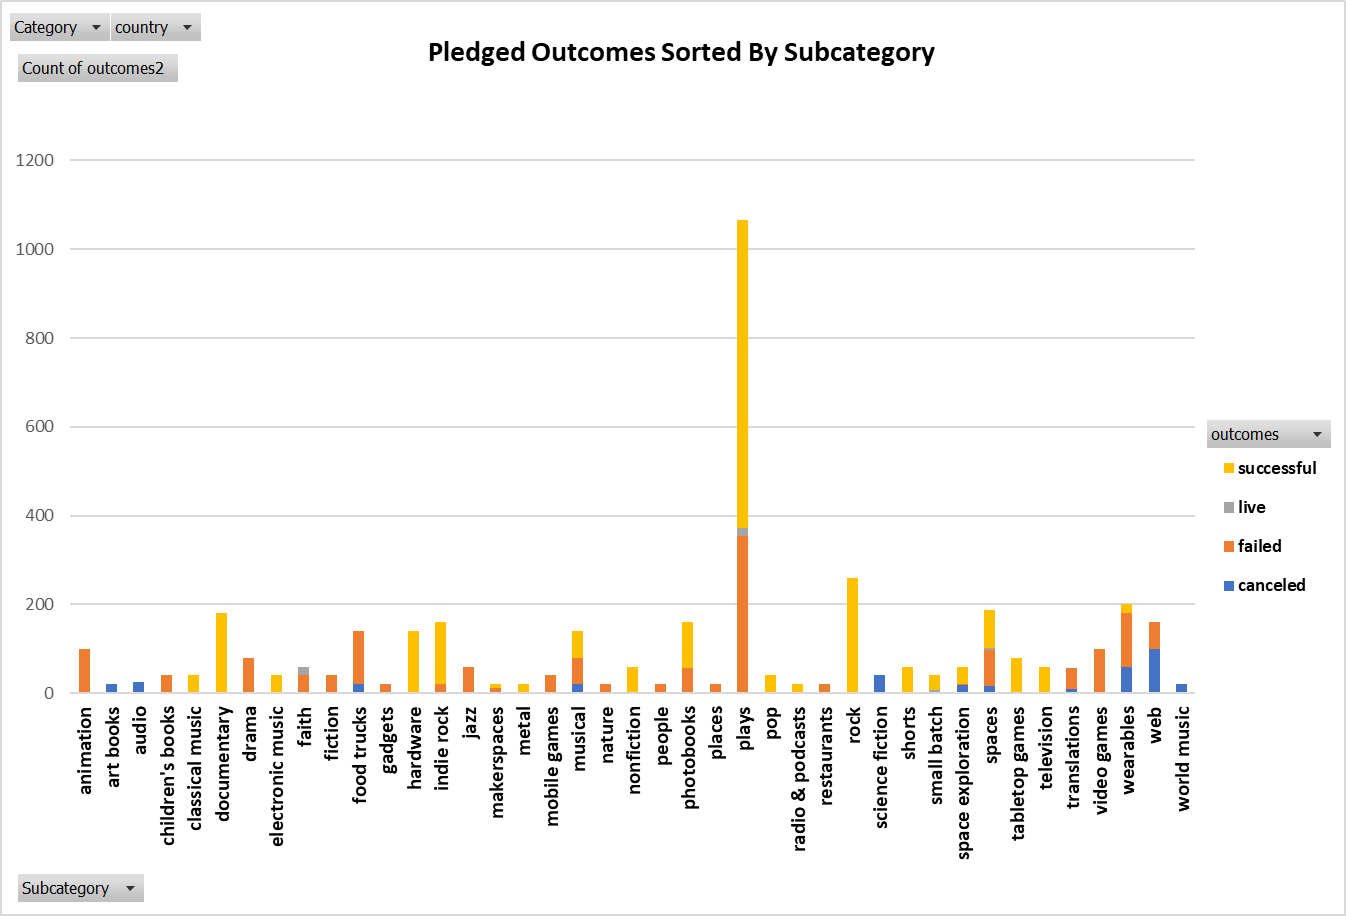 Category country
Count of outcomes2
Pledged Outcomes Sorted By Subcategory
1200
1000
800
600
400
200
0
animation
art books
audio
children's books
classical music
documentary
drama
electronic music
faith
fiction
food trucks
gadgets
hardware
indie rock
jazz
makerspaces
metal
mobile games
musical
nature
nonfiction
people
photobooks
places
plays
pop
radio & podcasts
restaurants
rock
science fiction
shorts
small batch
space exploration
spaces
tabletop games
television
translations
video games
wearables
web
world music
outcomes
successful
live
failed
canceled
Subcategory